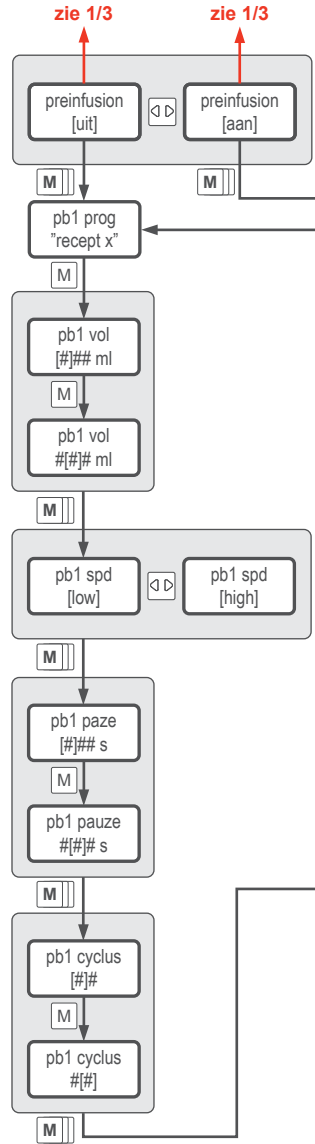 zie 1/3
zie 1/3
preinfusion
[uit]
preinfusion
[aan]
M
M
pb1 prog
”recept x”
M
pb1 vol
[#]## ml
M
pb1 vol
#[#]# ml
M
pb1 spd
[low]
pb1 spd
[high]
M
pb1 paze
[#]## s
M
pb1 pauze
#[#]# s
M
pb1 cyclus
[#]#
M
pb1 cyclus
#[#]
M